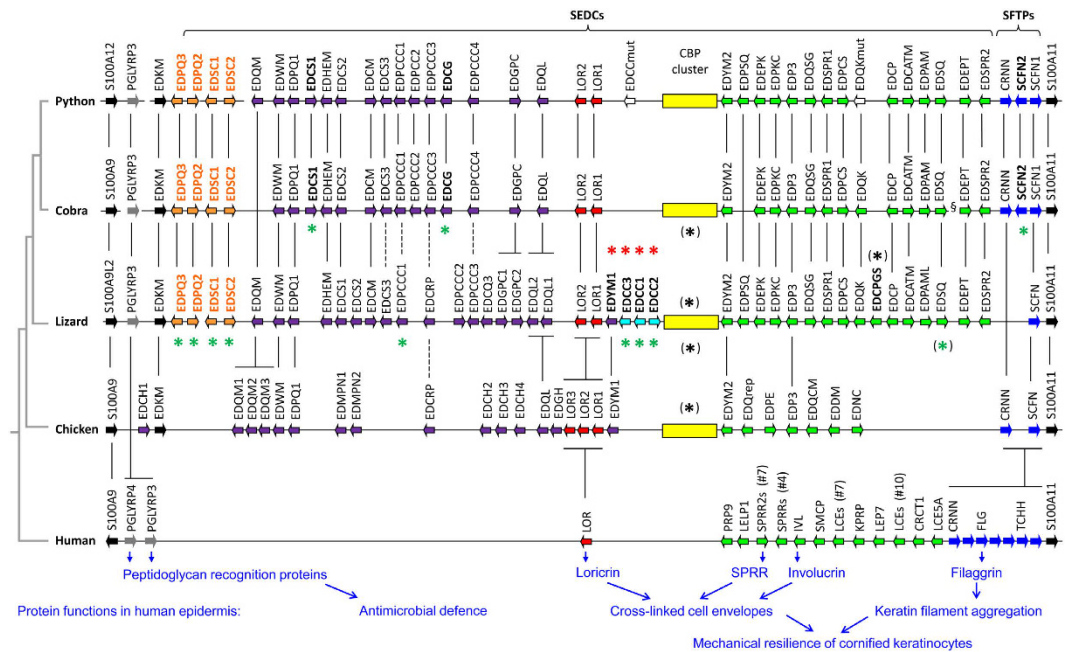 SEDCs SFTPs
S100A12 PGLYRP3 EDKM EDPQ3 EDPQ2 EDSC1 EDSC2 EDQM EDWM EDPQ1 EDCS1 EDHEM EDCS2 EDCM EDCS3 EDPCCC1 EDPCCC2 EDPCCC3 EDCG EDPCCC4 EDGPC EDQL LOR2 LOR1 EDCCmut CBP cluster EDYM2 EDPSQ EDEPK EDPKC EDP3 EDQSG EDSPR1 EDPCS EDQKmut EDCP EDCATM EDPAM EDSQ EDEPT EDSPR2 CRNN SCFN2 SCFN1 S100A11
Python
S100A9 PGLYRP3 EDKM EDPQ3 EDPQ2 EDSC1 EDSC2 EDWM EDPQ1 EDCS1 EDHEM EDCS2 EDCM EDCS3 EDPCCC1 EDPCCC2 EDPCCC3 EDCG EDPCCC4 EDGPC EDQL LOR2 LOR1 EDYM2 EDEPK EDPKC EDP3 EDQSG EDSPR1 EDPCS EDQK EDCP EDCATM EDPAM EDSQ § EDEPT EDSPR2 CRNN SCFN2 SCFN1 S100A11
Cobra
* * (*) *
* * * * (*)
S100A9L2 PGLYRP3 EDKM EDPQ3 EDPQ2 EDSC1 EDSC2 EDQM EDWM EDPQ1 EDHEM EDCS1 EDCS2 EDCM EDCS3 EDPCCC1 EDCRP EDPCCC2 EDPCCC3 EDCQ3 EDGPC1 EDGPC2 EDQL2 EDQL1 LOR2 LOR1 EDYM1 EDCC3 EDCC1 EDCC2 (*) EDYM2 EDPSQ EDEPK EDPKC EDP3 EDQSG EDSPR1 EDPCS EDQK EDCPGS EDCP EDCATM EDPAML EDSQ EDEPT EDSPR2 SCFN S100A11
Lizard
* * * * * * * * (*) (*)
S100A9 EDCH1 EDKM EDQM1 EDQM2 EDQM3 EDWM EDPQ1 EDMPN1 EDMPN2 EDCRP EDCH2 EDCH3 EDCH4 EDQL EDGH LOR3 LOR2 LOR1 EDYM1 (*) EDYM2 EDQrep EDPE EDP3 EDQCM EDDM EDNC CRNN SCFN S100A11
Chicken
S100A9 PGLYRP4 PGLYRP3 LOR PRP9 LELP1 SPRR2s (#7) SPRRs (#4) IVL SMCP LCEs (#7) KPRP LEP7 LCEs (#10) CRCT1 LCE5A CRNN FLG TCHH S100A11
Human
Peptidoglycan recognition proteins Loricrin SPRR Involucrin Filaggrin
Protein functions in human epidermis: Antimicrobial defence Cross-linked cell envelopes Keratin filament aggregation
Mechanical resilience of cornified keratinocytes